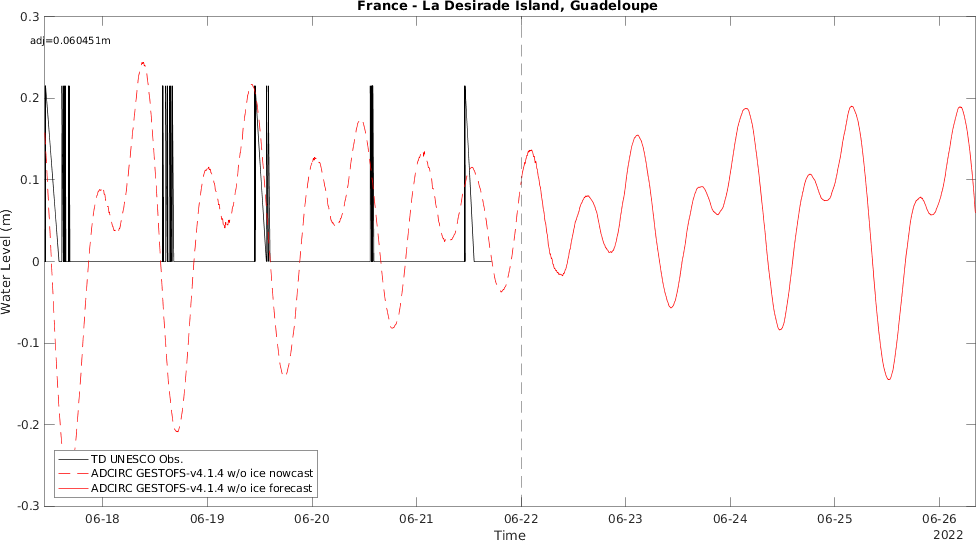 France - La Desirade Island, Guadeloupe
adj=0.060451m
0.3
0.2
0.1
0
-0.1
-0.2
-0.3
Water Level (m)
TD UNESCO Obs.
ADCIRC GESTOFS-v4.1.4 w/o ice nowcast
ADCIRC GESTOFS-v4.1.4 w/o ice forecast
06-18
06-19
06-20
06-21
06-22
06-23
06-24
06-25
06-26
Time
2022